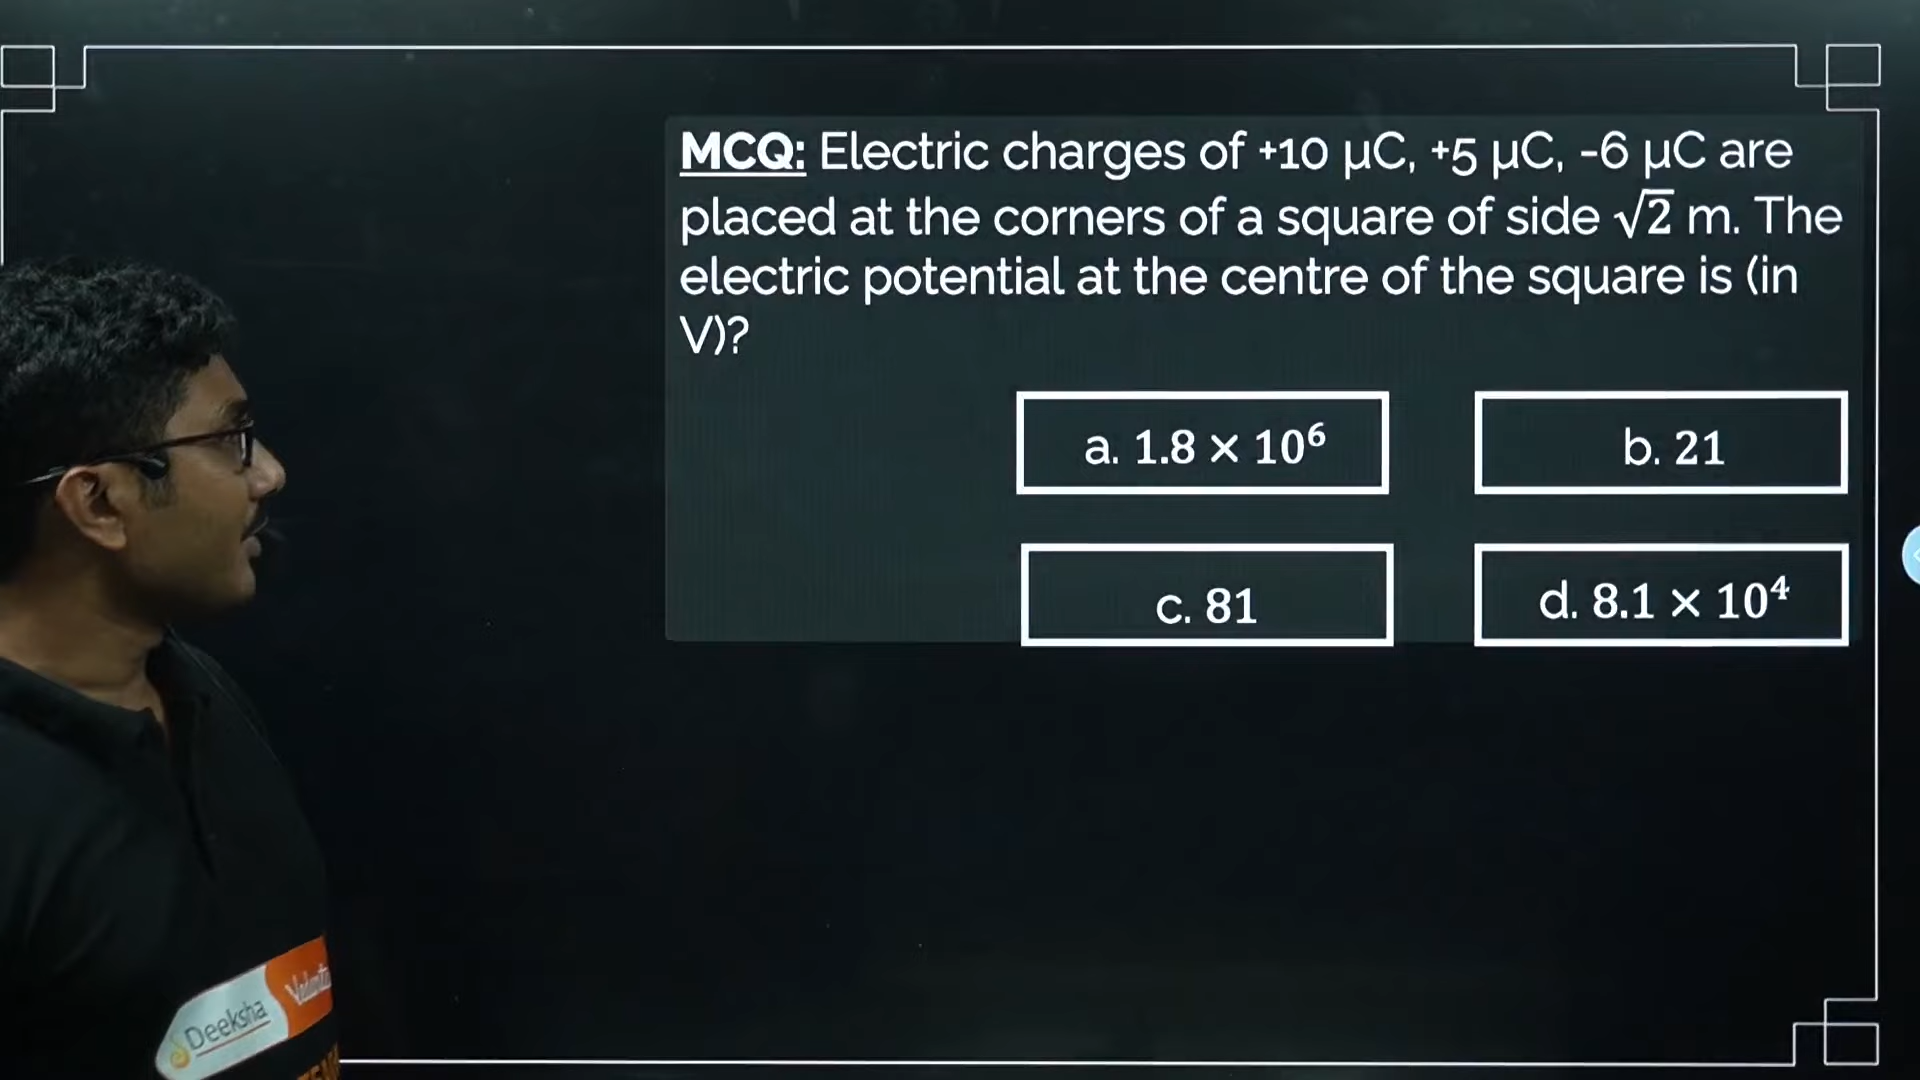 MCQ: Electric charges of +10 μC, +5 μC, -6 μC are
placed at the corners of a square of side √2 m. The
electric potential at the centre of the square is (in
V)?
a. 1.8 × 10⁶
b. 21
c. 81
d. 8.1 × 10⁴
Deeksha